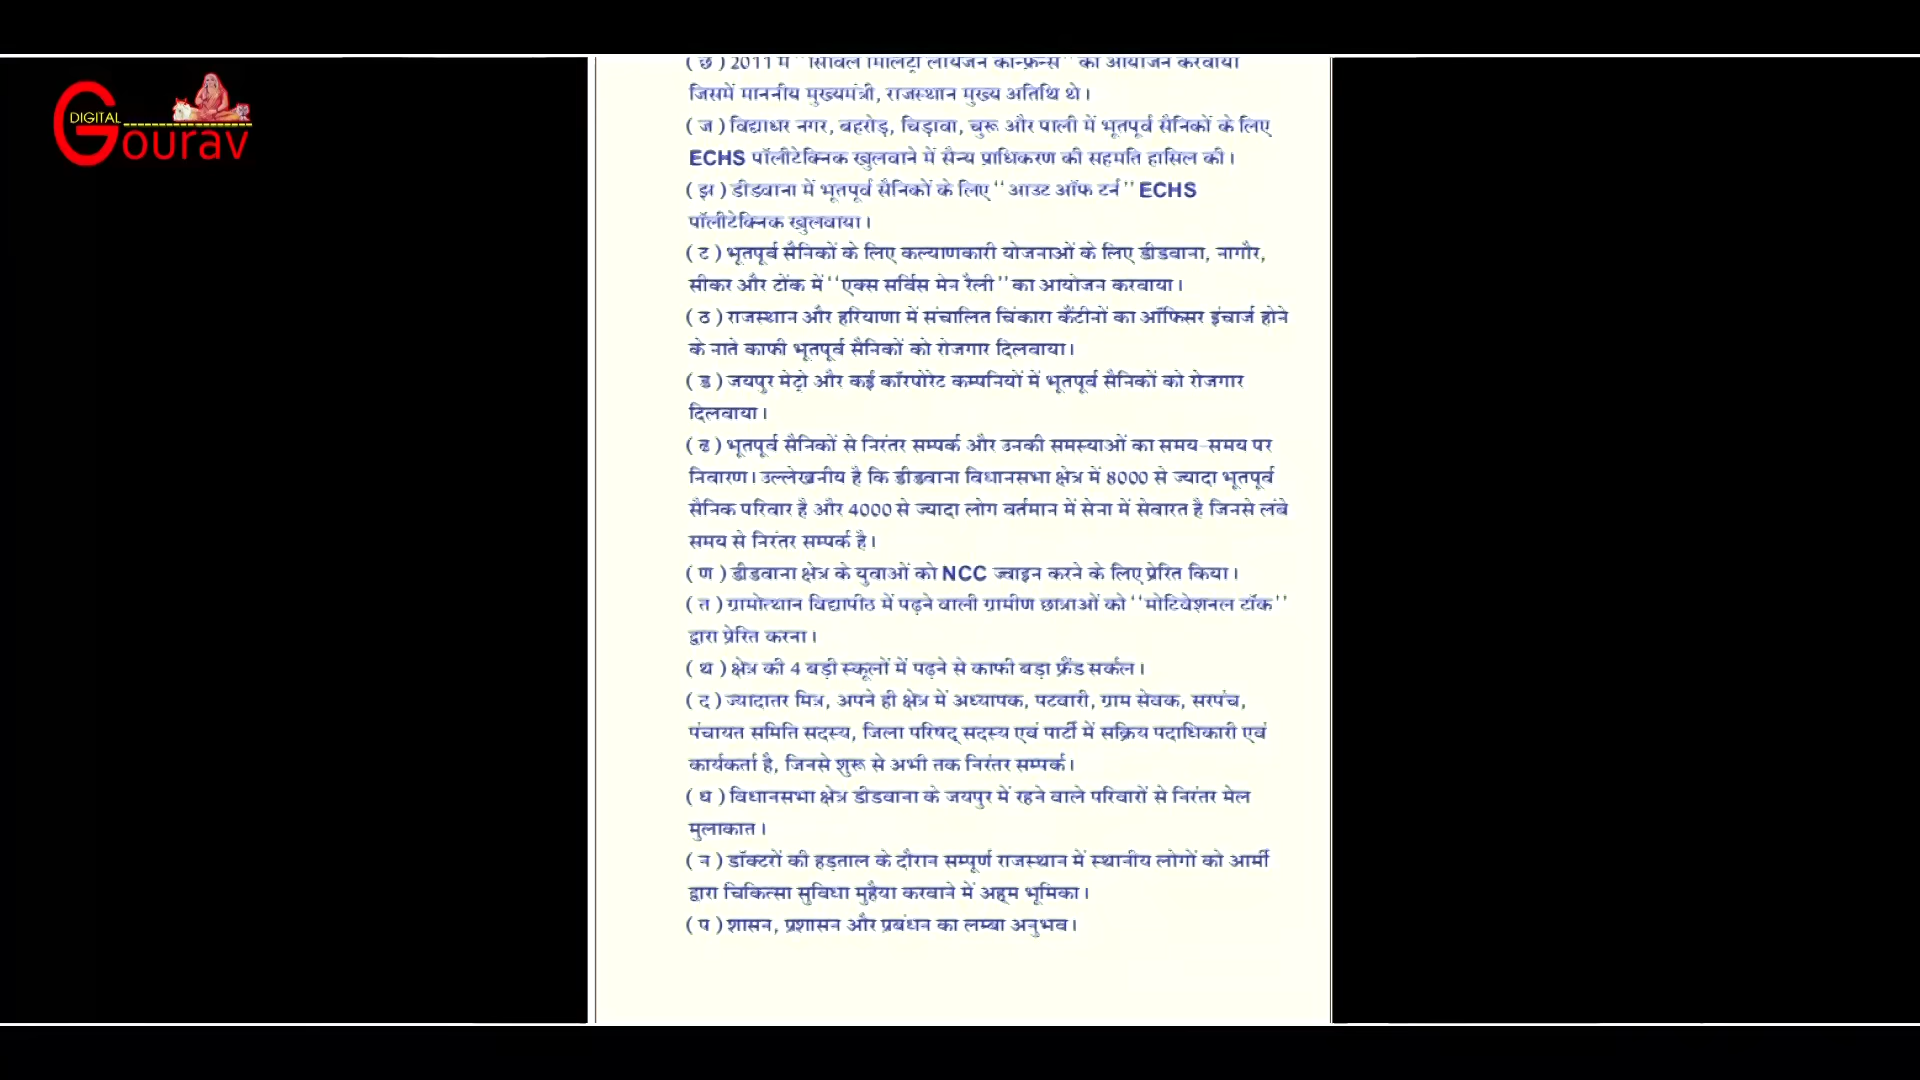 DIGITAL
Gourav
( छ ) 2011 में "सिविल मिलिट्री लायजन कॉन्फ्रेन्स" का आयोजन करवाया
जिसमें माननीय मुख्यमंत्री, राजस्थान मुख्य अतिथि थे।
( ज ) विद्याधर नगर, बहरोड़, चिड़ावा, चुरू और पाली में भूतपूर्व सैनिकों के लिए
ECHS पॉलीटेक्निक खुलवाने में सैन्य प्राधिकरण की सहमति हासिल की।
( झ ) डीडवाना में भूतपूर्व सैनिकों के लिए "आउट ऑफ टर्न" ECHS
पॉलीटेक्निक खुलवाया।
( ट ) भूतपूर्व सैनिकों के लिए कल्याणकारी योजनाओं के लिए डीडवाना, नागौर,
सीकर और टोंक में "एक्स सर्विस मेन रैली" का आयोजन करवाया।
( ठ ) राजस्थान और हरियाणा में संचालित चिंकारा कैंटीनों का ऑफिसर इंचार्ज होने
के नाते काफी भूतपूर्व सैनिकों को रोजगार दिलवाया।
( ड ) जयपुर मेट्रो और कई कॉरपोरेट कम्पनियों में भूतपूर्व सैनिकों को रोजगार
दिलवाया।
( ढ ) भूतपूर्व सैनिकों से निरंतर सम्पर्क और उनकी समस्याओं का समय-समय पर
निवारण। उल्लेखनीय है कि डीडवाना विधानसभा क्षेत्र में 8000 से ज्यादा भूतपूर्व
सैनिक परिवार है और 4000 से ज्यादा लोग वर्तमान में सेना में सेवारत है जिनसे लंबे
समय से निरंतर सम्पर्क है।
( ण ) डीडवाना क्षेत्र के युवाओं को NCC ज्वाइन करने के लिए प्रेरित किया।
( त ) ग्रामोत्थान विद्यापीठ में पढ़ने वाली ग्रामीण छात्राओं को "मोटिवेशनल टॉक"
द्वारा प्रेरित करना।
( थ ) क्षेत्र की 4 बड़ी स्कूलों में पढ़ने से काफी बड़ा फ्रैंड सर्कल।
( द ) ज्यादातर मित्र, अपने ही क्षेत्र में अध्यापक, पटवारी, ग्राम सेवक, सरपंच,
पंचायत समिति सदस्य, जिला परिषद् सदस्य एवं पार्टी में सक्रिय पदाधिकारी एवं
कार्यकर्ता है, जिनसे शुरू से अभी तक निरंतर सम्पर्क।
( ध ) विधानसभा क्षेत्र डीडवाना के जयपुर में रहने वाले परिवारों से निरंतर मेल
मुलाकात।
( न ) डॉक्टरों की हड़ताल के दौरान सम्पूर्ण राजस्थान में स्थानीय लोगों को आर्मी
द्वारा चिकित्सा सुविधा मुहैया करवाने में अहम भूमिका।
( प ) शासन, प्रशासन और प्रबंधन का लम्बा अनुभव।